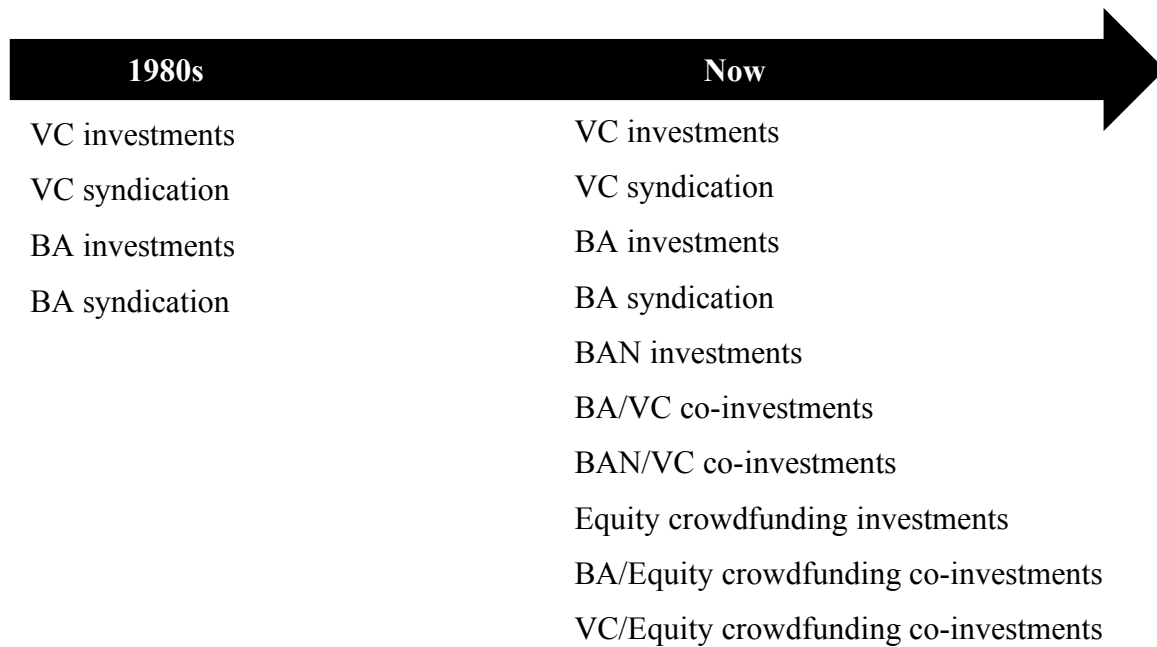 1980s
Now
VC investments
VC syndication
BA investments
BA syndication
VC investments
VC syndication
BA investments
BA syndication
BAN investments
BA/VC co-investments
BAN/VC co-investments
Equity crowdfunding investments
BA/Equity crowdfunding co-investments
VC/Equity crowdfunding co-investments